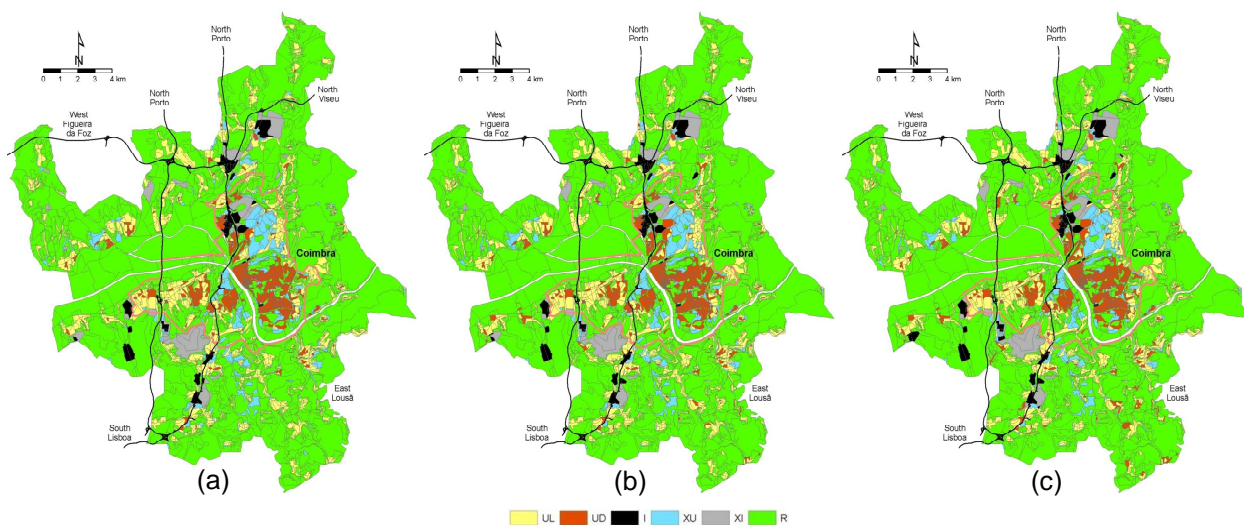 North
Porto
N
0 1 2 3 4
km
North
Porto
North
Viseu
West
Figueira
da Foz
Coimbra
East
Lousã
South
Lisboa
(a)
North
Porto
N
0 1 2 3 4
km
North
Porto
North
Viseu
West
Figueira
da Foz
Coimbra
East
Lousã
South
Lisboa
(b)
North
Porto
N
0 1 2 3 4
km
North
Porto
North
Viseu
West
Figueira
da Foz
Coimbra
East
Lousã
South
Lisboa
(c)
UL UD I XU XI R